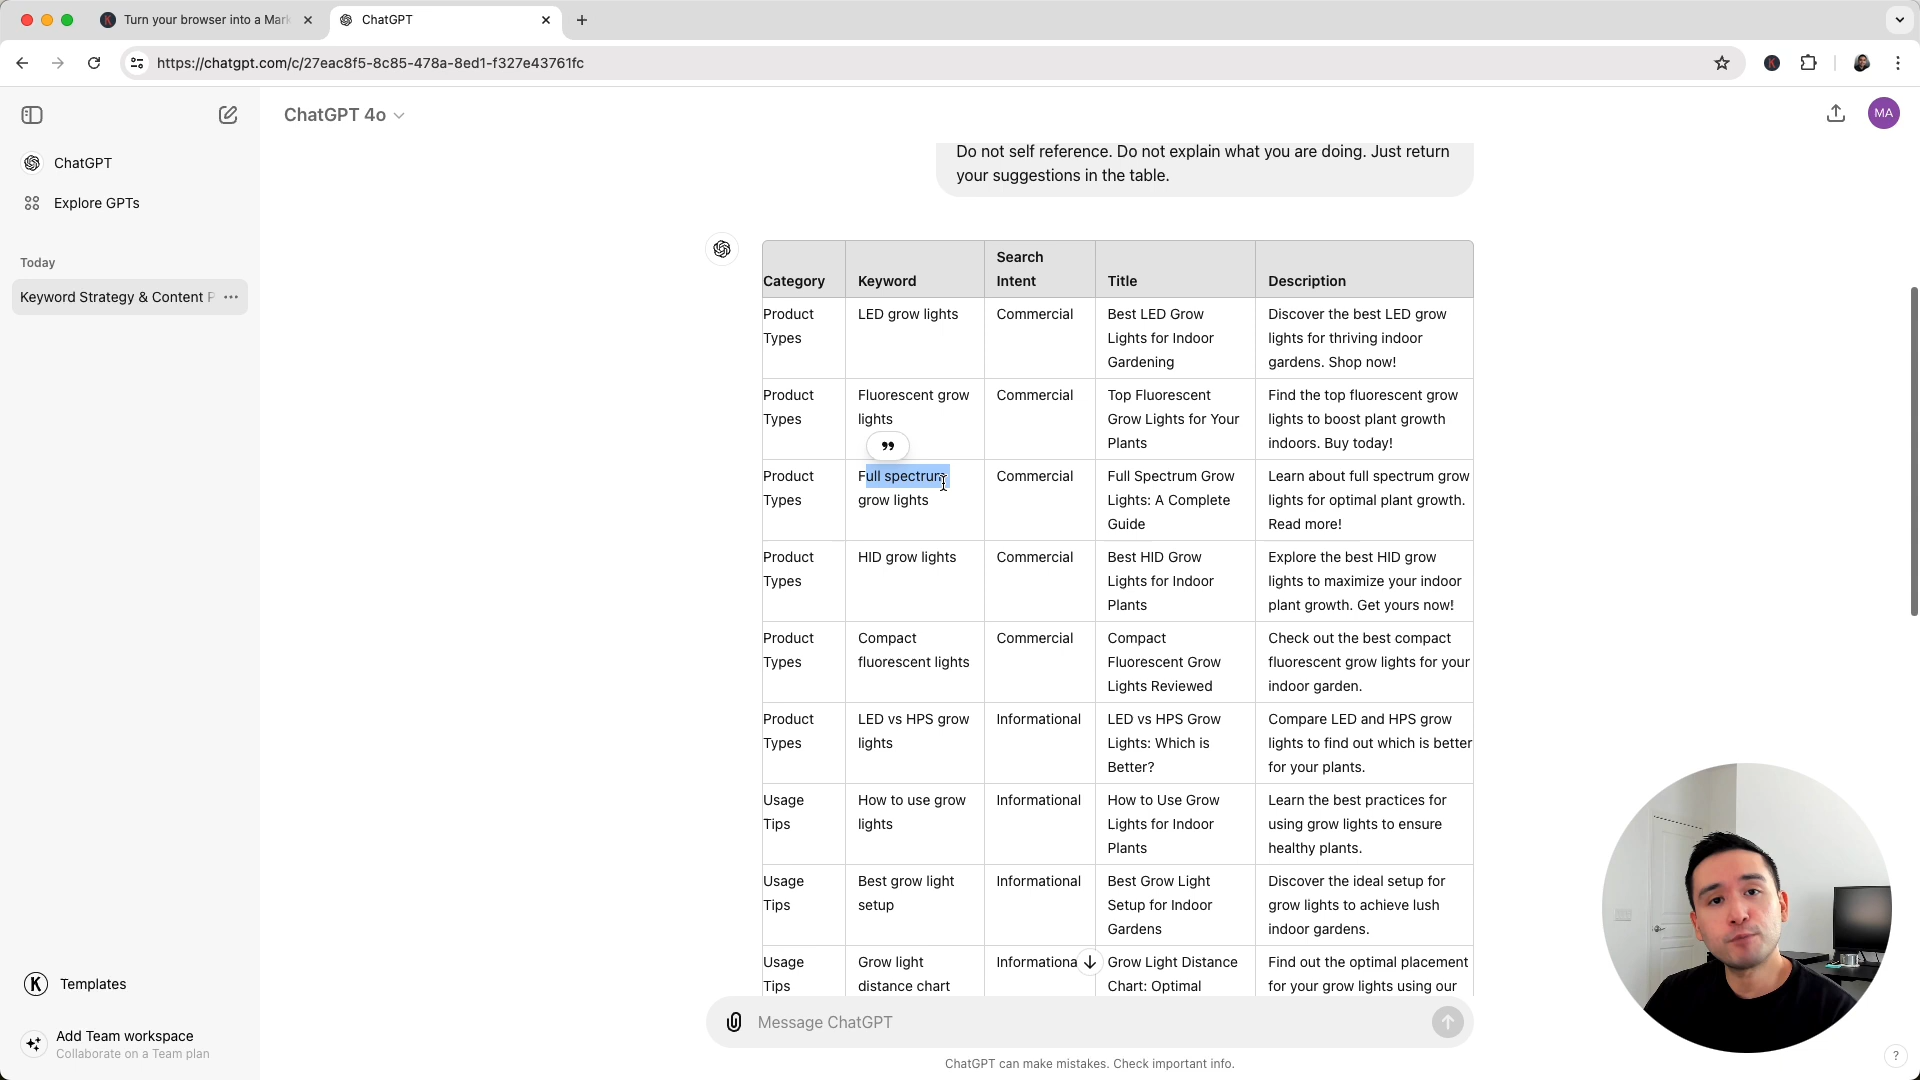 Turn your browser into a Mark
ChatGPT
https://chatgpt.com/c/27eac8f5-8c85-478a-8ed1-f327e43761fc
ChatGPT 4o
MA
ChatGPT
Explore GPTs
Today
Keyword Strategy & Content P
Do not self reference. Do not explain what you are doing. Just return
your suggestions in the table.
Category
Keyword
Search
Intent
Title
Description
Product
Types
LED grow lights
Commercial
Best LED Grow
Lights for Indoor
Gardening
Discover the best LED grow
lights for thriving indoor
gardens. Shop now!
Product
Types
Fluorescent grow
lights
Commercial
Top Fluorescent
Grow Lights for Your
Plants
Find the top fluorescent grow
lights to boost plant growth
indoors. Buy today!
Product
Types
Full spectrum
grow lights
Commercial
Full Spectrum Grow
Lights: A Complete
Guide
Learn about full spectrum grow
lights for optimal plant growth.
Read more!
Product
Types
HID grow lights
Commercial
Best HID Grow
Lights for Indoor
Plants
Explore the best HID grow
lights to maximize your indoor
plant growth. Get yours now!
Product
Types
Compact
fluorescent lights
Commercial
Compact
Fluorescent Grow
Lights Reviewed
Check out the best compact
fluorescent grow lights for your
indoor garden.
Product
Types
LED vs HPS grow
lights
Informational
LED vs HPS Grow
Lights: Which is
Better?
Compare LED and HPS grow
lights to find out which is better
for your plants.
Usage
Tips
How to use grow
lights
Informational
How to Use Grow
Lights for Indoor
Plants
Learn the best practices for
using grow lights to ensure
healthy plants.
Usage
Tips
Best grow light
setup
Informational
Best Grow Light
Setup for Indoor
Gardens
Discover the ideal setup for
grow lights to achieve lush
indoor gardens.
Usage
Tips
Grow light
distance chart
Informationa
Grow Light Distance
Chart: Optimal
Find out the optimal placement
for your grow lights using our
K Templates
Add Team workspace
Collaborate on a Team plan
Message ChatGPT
ChatGPT can make mistakes. Check important info.
?